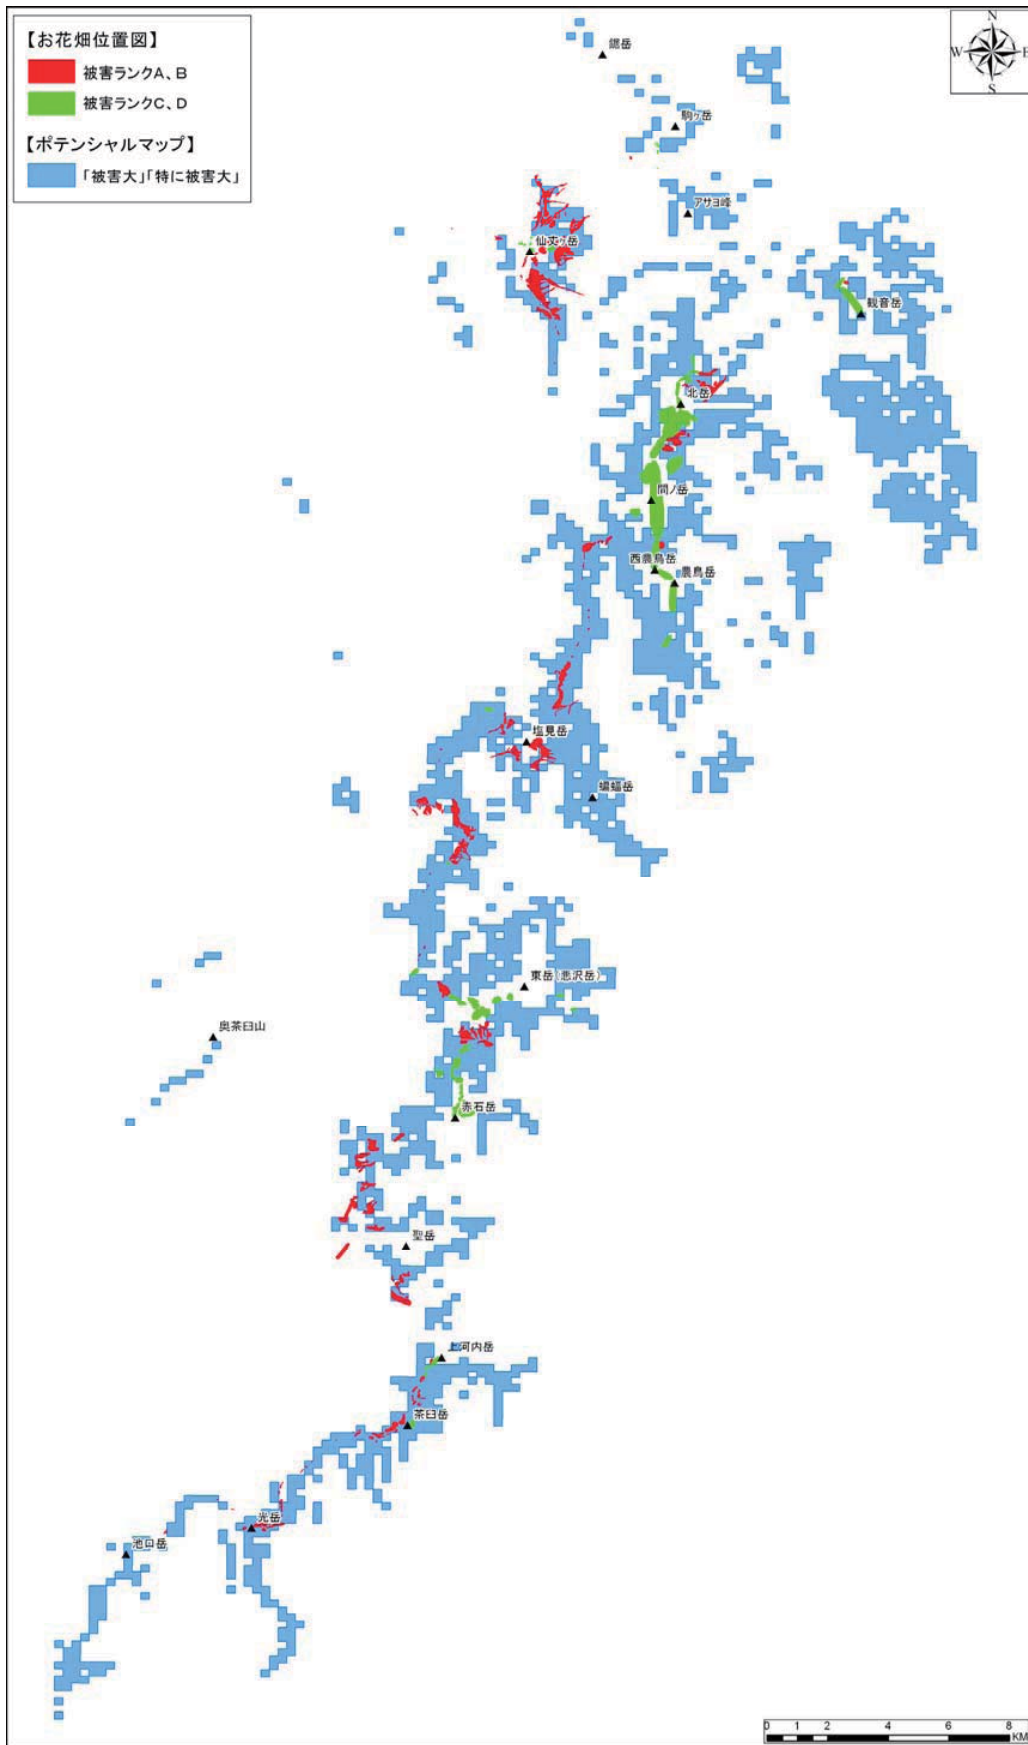 【お花畑位置図】
被害ランクA、B
被害ランクC、D
【ポテンシャルマップ】
「被害大」「特に被害大」
N
W
E
S
鋸岳
駒ヶ岳
アサヨ峰
仙丈ヶ岳
観音岳
北岳
間ノ岳
西農鳥岳
農鳥岳
塩見岳
蝙蝠岳
東岳(悪沢岳)
奥茶臼山
赤石岳
聖岳
上河内岳
茶臼岳
光岳
池口岳
0 1 2 4 6 8
KM